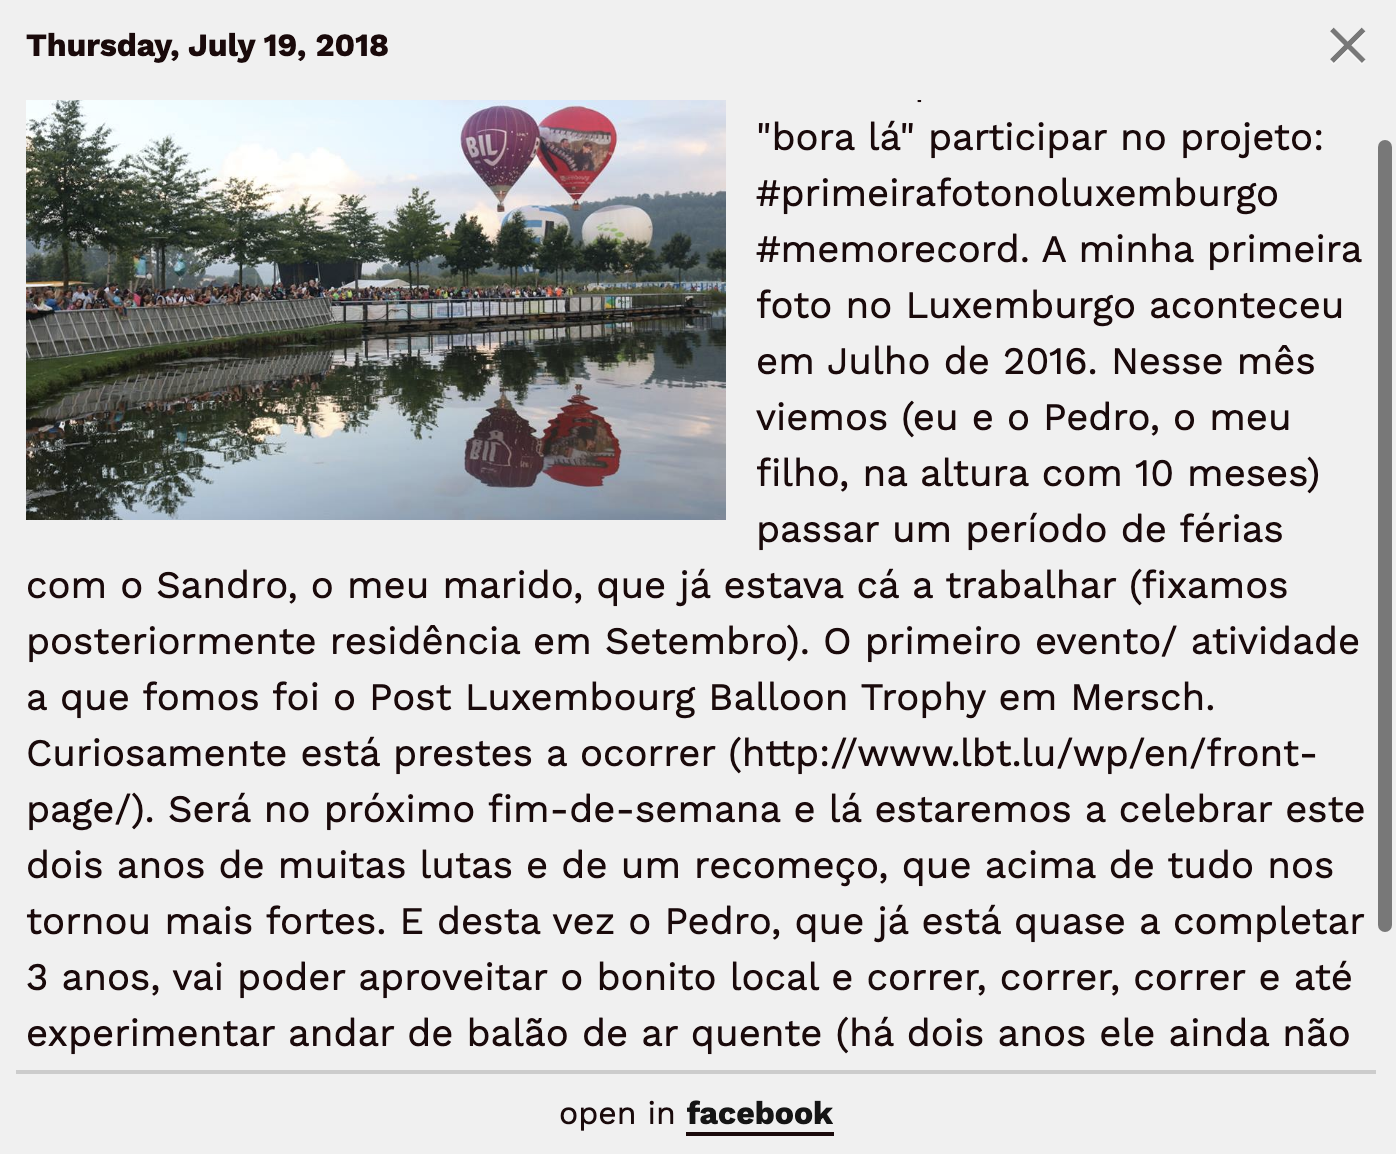 Thursday, July 19, 2018
BIL
BIL
"bora lá" participar no projeto:
#primeirafotonoluxemburgo
#memorecord. A minha primeira
foto no Luxemburgo aconteceu
em Julho de 2016. Nesse mês
viemos (eu e o Pedro, o meu
filho, na altura com 10 meses)
passar um período de férias
com o Sandro, o meu marido, que já estava cá a trabalhar (fixamos
posteriormente residência em Setembro). O primeiro evento/ atividade
a que fomos foi o Post Luxembourg Balloon Trophy em Mersch.
Curiosamente está prestes a ocorrer (http://www.lbt.lu/wp/en/front-
page/). Será no próximo fim-de-semana e lá estaremos a celebrar este
dois anos de muitas lutas e de um recomeço, que acima de tudo nos
tornou mais fortes. E desta vez o Pedro, que já está quase a completar
3 anos, vai poder aproveitar o bonito local e correr, correr, correr e até
experimentar andar de balão de ar quente (há dois anos ele ainda não
open in facebook